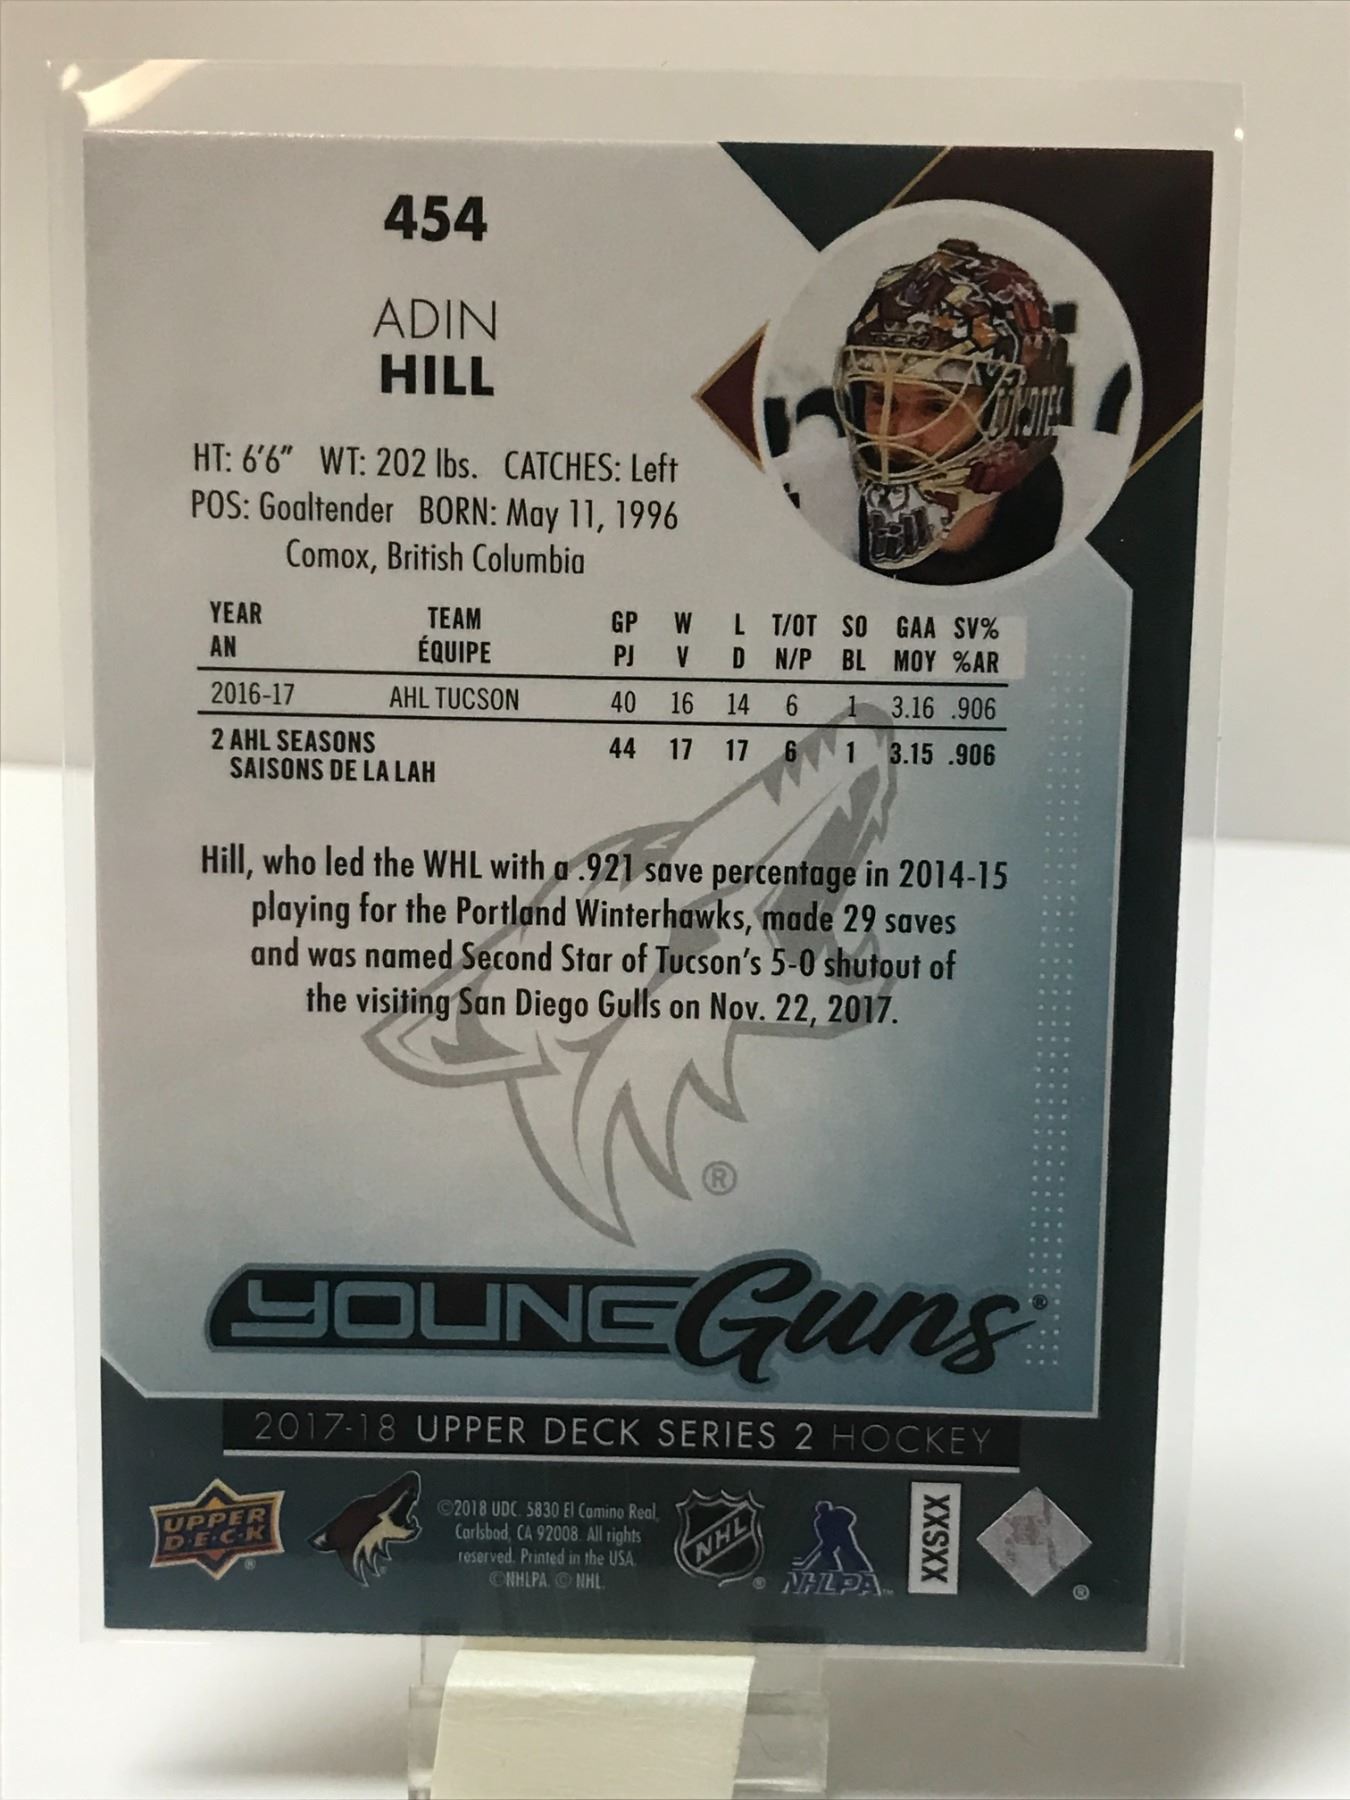 454
ADIN
HILL
HT: 6'6" WT: 202 lbs. CATCHES: Left
POS: Goaltender BORN: May 11, 1996
Comox, British Columbia
YEAR TEAM GP W L T/OT SO GAA SV%
AN ÉQUIPE PJ V D N/P BL MOY %AR
2016-17 AHL TUCSON 40 16 14 6 1 3.16 .906
2 AHL SEASONS 44 17 17 6 1 3.15 .906
SAISONS DE LA LAH
Hill, who led the WHL with a .921 save percentage in 2014-15
playing for the Portland Winterhawks, made 29 saves
and was named Second Star of Tucson's 5-0 shutout of
the visiting San Diego Gulls on Nov. 22, 2017.
®
YOUNG Guns®
2017-18 UPPER DECK SERIES 2 HOCKEY
UPPER
D·E·C·K
®
©2018 UDC. 5830 El Camino Real,
Carlsbad, CA 92008. All rights
reserved. Printed in the USA.
©NHLPA. © NHL.
NHL
®
NHLPA™
XXSXX
®
CCM
COYOTES
Hill